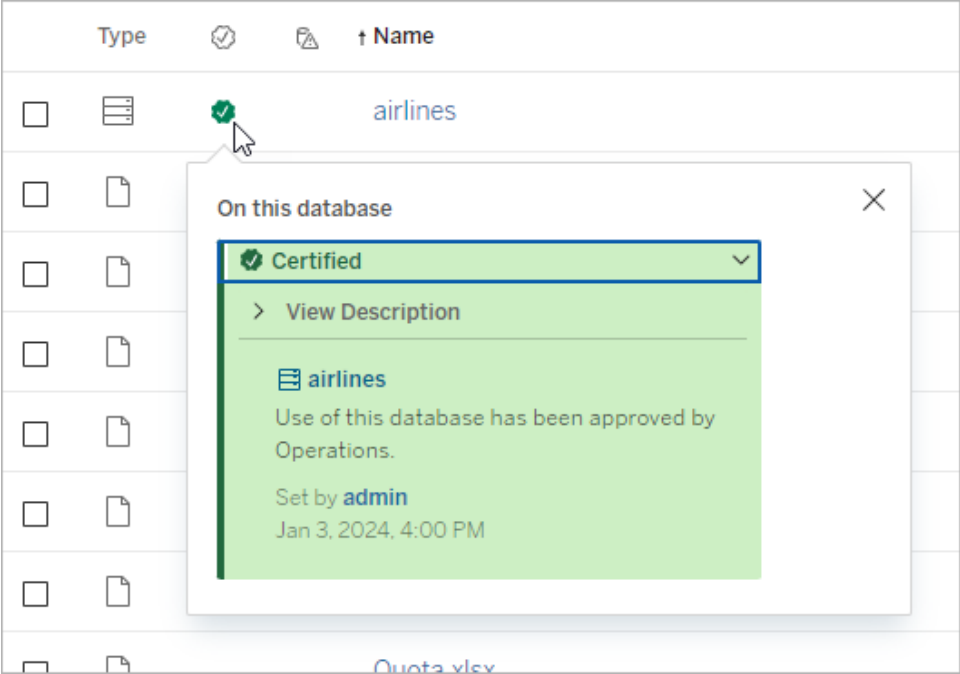 Type
↑ Name
airlines
On this database
Certified
View Description
airlines
Use of this database has been approved by
Operations.
Set by admin
Jan 3, 2024, 4:00 PM
Quota.xlsx